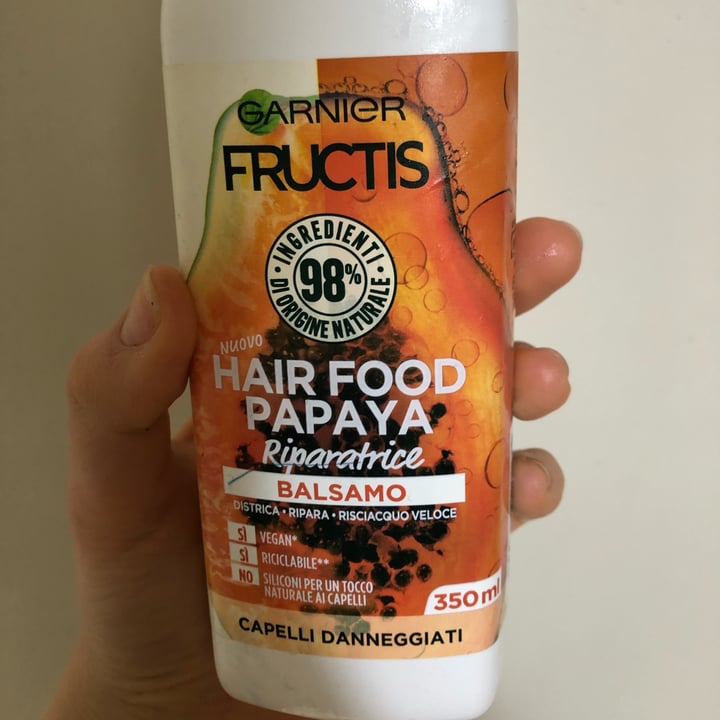 GARNIER
FRUCTIS
INGREDIENTI
98%
DI ORIGINE NATURALE
NUOVO
HAIR FOOD
PAPAYA
Riparatrice
BALSAMO
DISTRICA • RIPARA • RISCIACQUO VELOCE
SÌ VEGAN*
SÌ RICICLABILE**
NO SILICONI PER UN TOCCO
NATURALE AI CAPELLI
350 ml
CAPELLI DANNEGGIATI